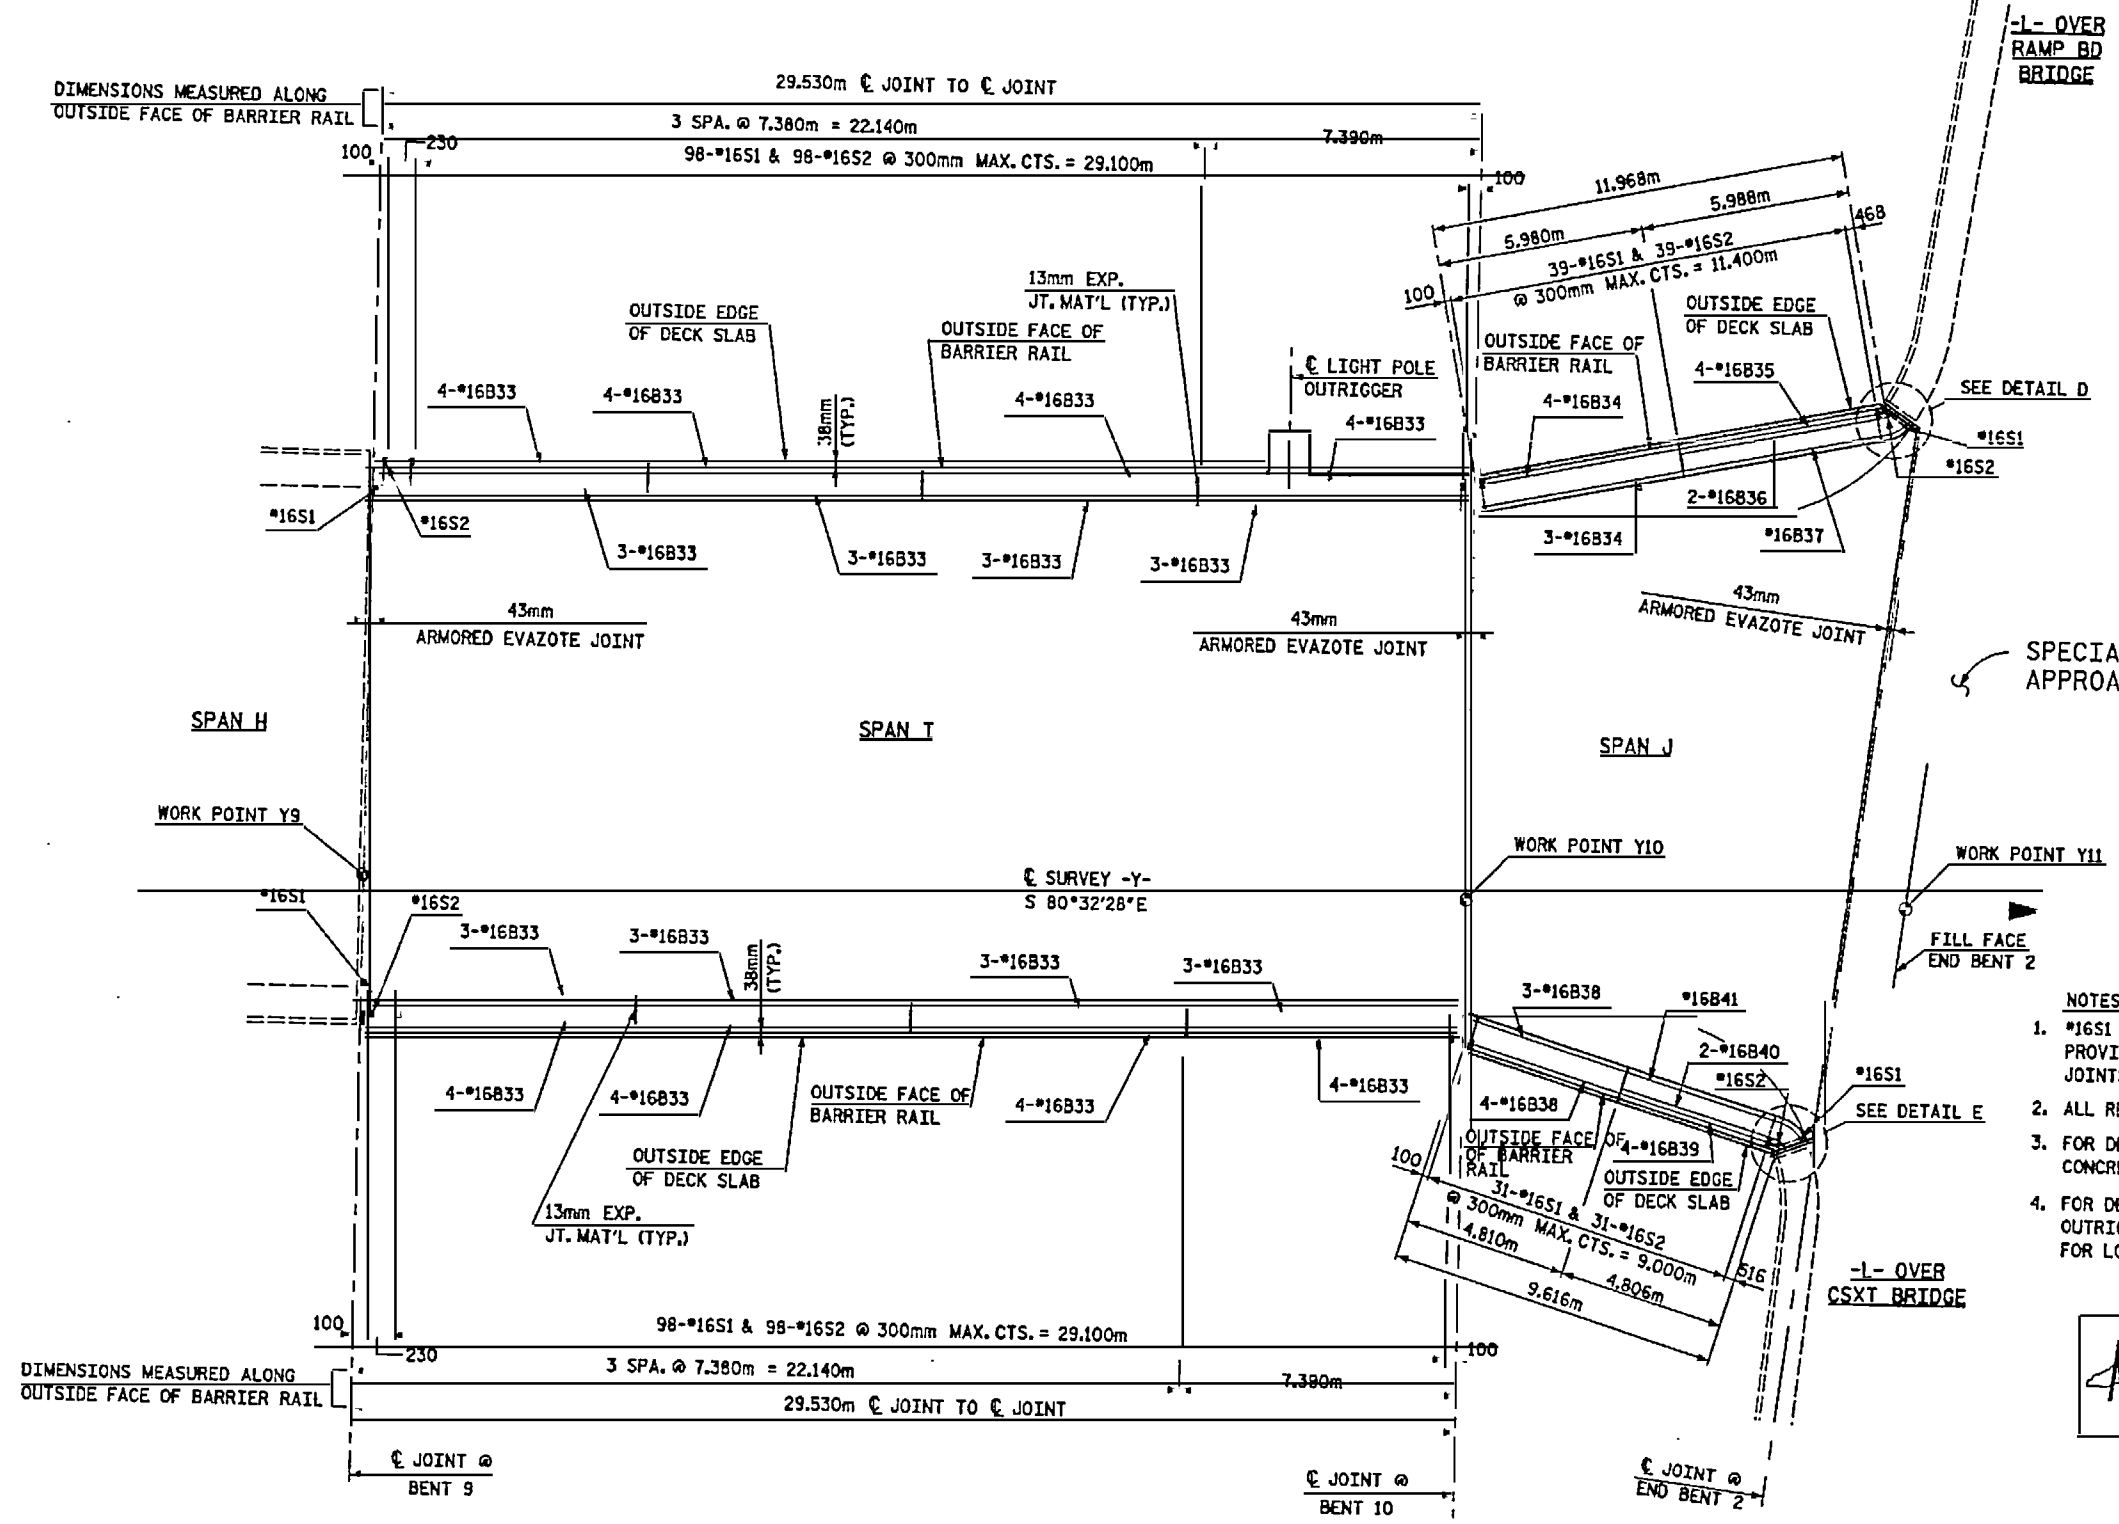 -L- OVER
RAMP BD
BRIDGE
DIMENSIONS MEASURED ALONG
OUTSIDE FACE OF BARRIER RAIL
29.530m ℄ JOINT TO ℄ JOINT
3 SPA. @ 7.380m = 22.140m
7.390m
100
230
98-#16S1 & 98-#16S2 @ 300mm MAX. CTS. = 29.100m
100
11.968m
5.980m
5.988m
468
39-#16S1 & 39-#16S2
@ 300mm MAX. CTS. = 11.400m
100
13mm EXP.
JT. MAT'L (TYP.)
OUTSIDE EDGE
OF DECK SLAB
OUTSIDE FACE OF
BARRIER RAIL
OUTSIDE EDGE
OF DECK SLAB
OUTSIDE FACE OF
BARRIER RAIL
℄ LIGHT POLE
OUTRIGGER
4-#16B33
4-#16B33
38mm
(TYP.)
4-#16B33
4-#16B33
4-#16B34
4-#16B35
SEE DETAIL D
#16S1
#16S2
#16S1
#16S2
3-#16B33
3-#16B33
3-#16B33
3-#16B33
3-#16B34
2-#16B36
#16B37
43mm
ARMORED EVAZOTE JOINT
43mm
ARMORED EVAZOTE JOINT
43mm
ARMORED EVAZOTE JOINT
SPECIA
APPROA
SPAN H
SPAN T
SPAN J
WORK POINT Y9
WORK POINT Y10
WORK POINT Y11
℄ SURVEY -Y-
S 80°32'28"E
FILL FACE
END BENT 2
#16S1
#16S2
3-#16B33
3-#16B33
38mm
(TYP.)
3-#16B33
3-#16B33
3-#16B38
#16B41
2-#16B40
#16S2
#16S1
SEE DETAIL E
4-#16B33
4-#16B33
OUTSIDE FACE OF
BARRIER RAIL
4-#16B33
4-#16B33
4-#16B38
OUTSIDE FACE OF
OF BARRIER
RAIL
4-#16B39
OUTSIDE EDGE
OF DECK SLAB
OUTSIDE EDGE
OF DECK SLAB
13mm EXP.
JT. MAT'L (TYP.)
100
31-#16S1 & 31-#16S2
@ 300mm MAX. CTS. = 9.000m
516
4.810m
4.806m
9.616m
NOTES
1. #16S1
PROVI
JOINTS
2. ALL RE
3. FOR DE
CONCRE
4. FOR DE
OUTRIG
FOR LO
-L- OVER
CSXT BRIDGE
100
98-#16S1 & 98-#16S2 @ 300mm MAX. CTS. = 29.100m
100
230
3 SPA. @ 7.380m = 22.140m
7.390m
DIMENSIONS MEASURED ALONG
OUTSIDE FACE OF BARRIER RAIL
29.530m ℄ JOINT TO ℄ JOINT
℄ JOINT @
BENT 9
℄ JOINT @
BENT 10
℄ JOINT @
END BENT 2